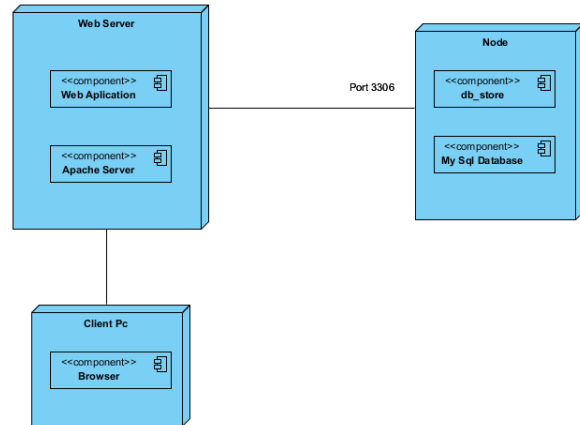 Web Server
<<component>>
Web Aplication
<<component>>
Apache Server
Port 3306
Node
<<component>>
db_store
<<component>>
My Sql Database
Client Pc
<<component>>
Browser